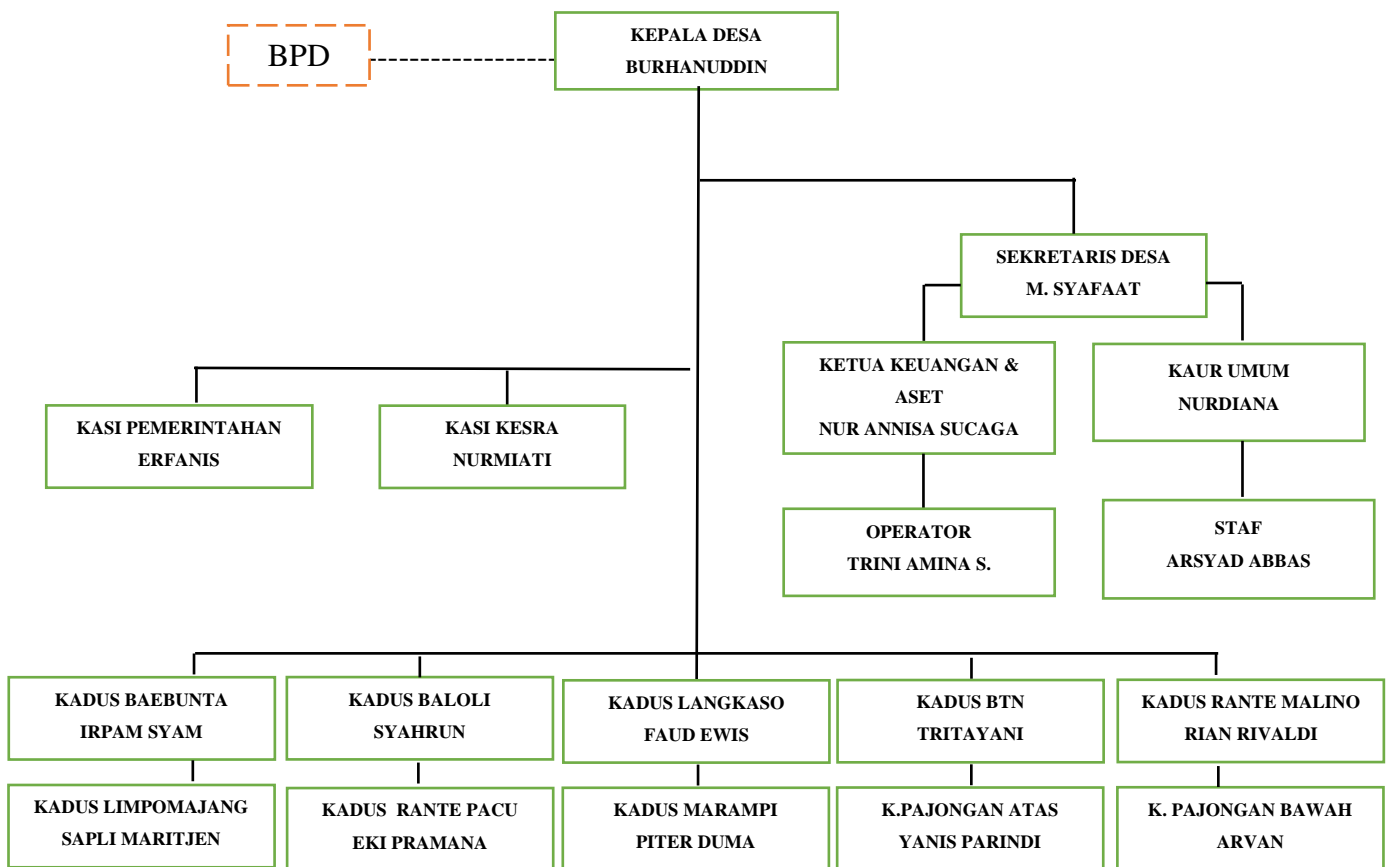 BPD
KEPALA DESA
BURHANUDDIN
SEKRETARIS DESA
M. SYAFAAT
KETUA KEUANGAN &
ASET
NUR ANNISA SUCAGA
KAUR UMUM
NURDIANA
KASI PEMERINTAHAN
ERFANIS
KASI KESRA
NURMIATI
OPERATOR
TRINI AMINA S.
STAF
ARSYAD ABBAS
KADUS BAEBUNTA
IRPAM SYAM
KADUS BALOLI
SYAHRUN
KADUS LANGKASO
FAUD EWIS
KADUS BTN
TRITAYANI
KADUS RANTE MALINO
RIAN RIVALDI
KADUS LIMPOMAJANG
SAPLI MARITJEN
KADUS  RANTE PACU
EKI PRAMANA
KADUS MARAMPI
PITER DUMA
K.PAJONGAN ATAS
YANIS PARINDI
K. PAJONGAN BAWAH
ARVAN